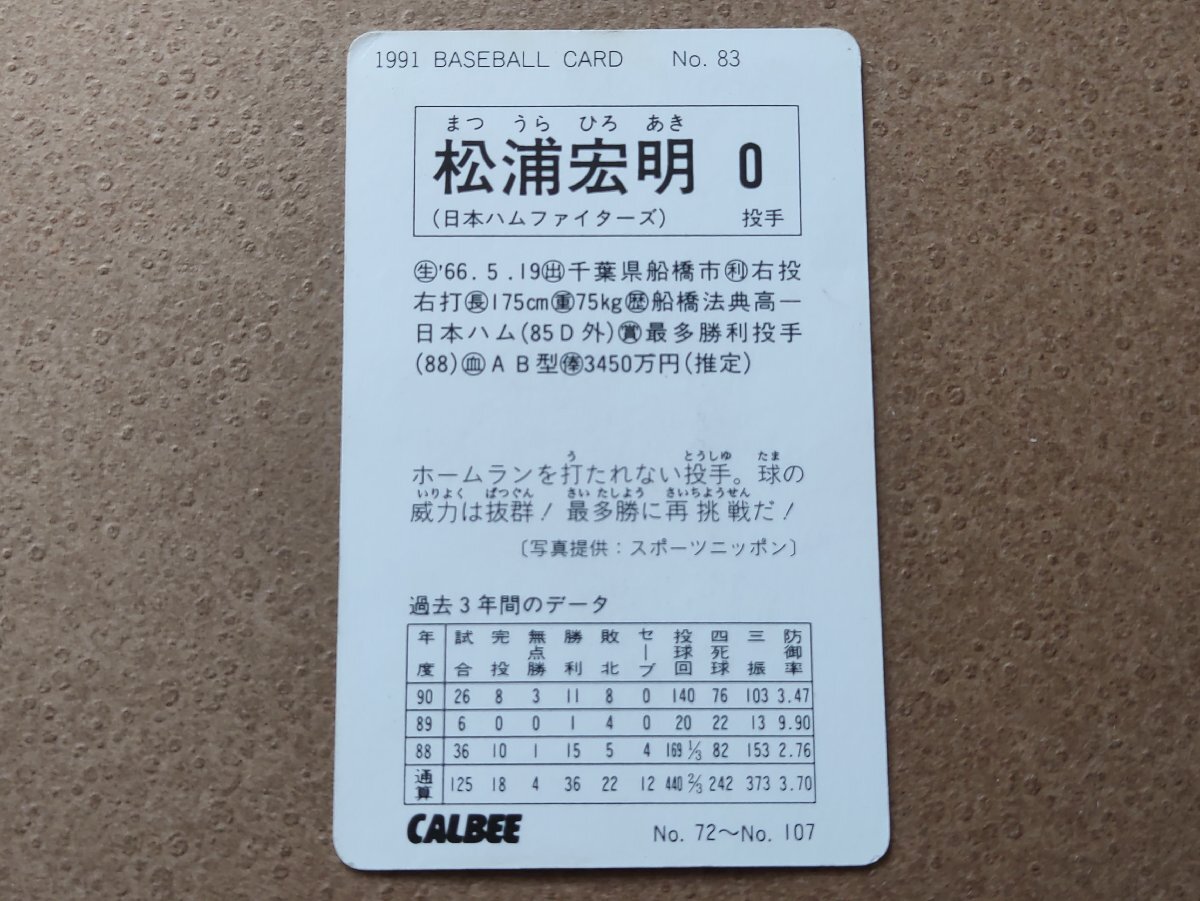 1991 BASEBALL CARD No. 83
まつ うら ひろ あき
松浦宏明 0
(日本ハムファイターズ) 投手
㊤'66. 5. 19㊦千葉県船橋市㊒右投
右打㊐175cm㊥75kg㊭船橋法典高一
日本ハム(85D外)㊞最多勝利投手
(88)㊊AB型㊋3450万円(推定)
う とうしゆ たま
ホームランを打たれない投手。球の
いりよく ばつぐん さい たしよう さいちようせん
威力は抜群! 最多勝に再挑戦だ!
〔写真提供:スポーツニッポン〕
過去3年間のデータ
年度 試合 完投 無点勝 勝利 敗北 セーブ 投球回 四死球 三振 防御率
90 26 8 3 11 8 0 140 76 103 3.47
89 6 0 0 1 4 0 20 22 13 9.90
88 36 10 1 15 5 4 169 1/3 82 153 2.76
通算 125 18 4 36 22 12 440 2/3 242 373 3.70
CALBEE No. 72〜No. 107